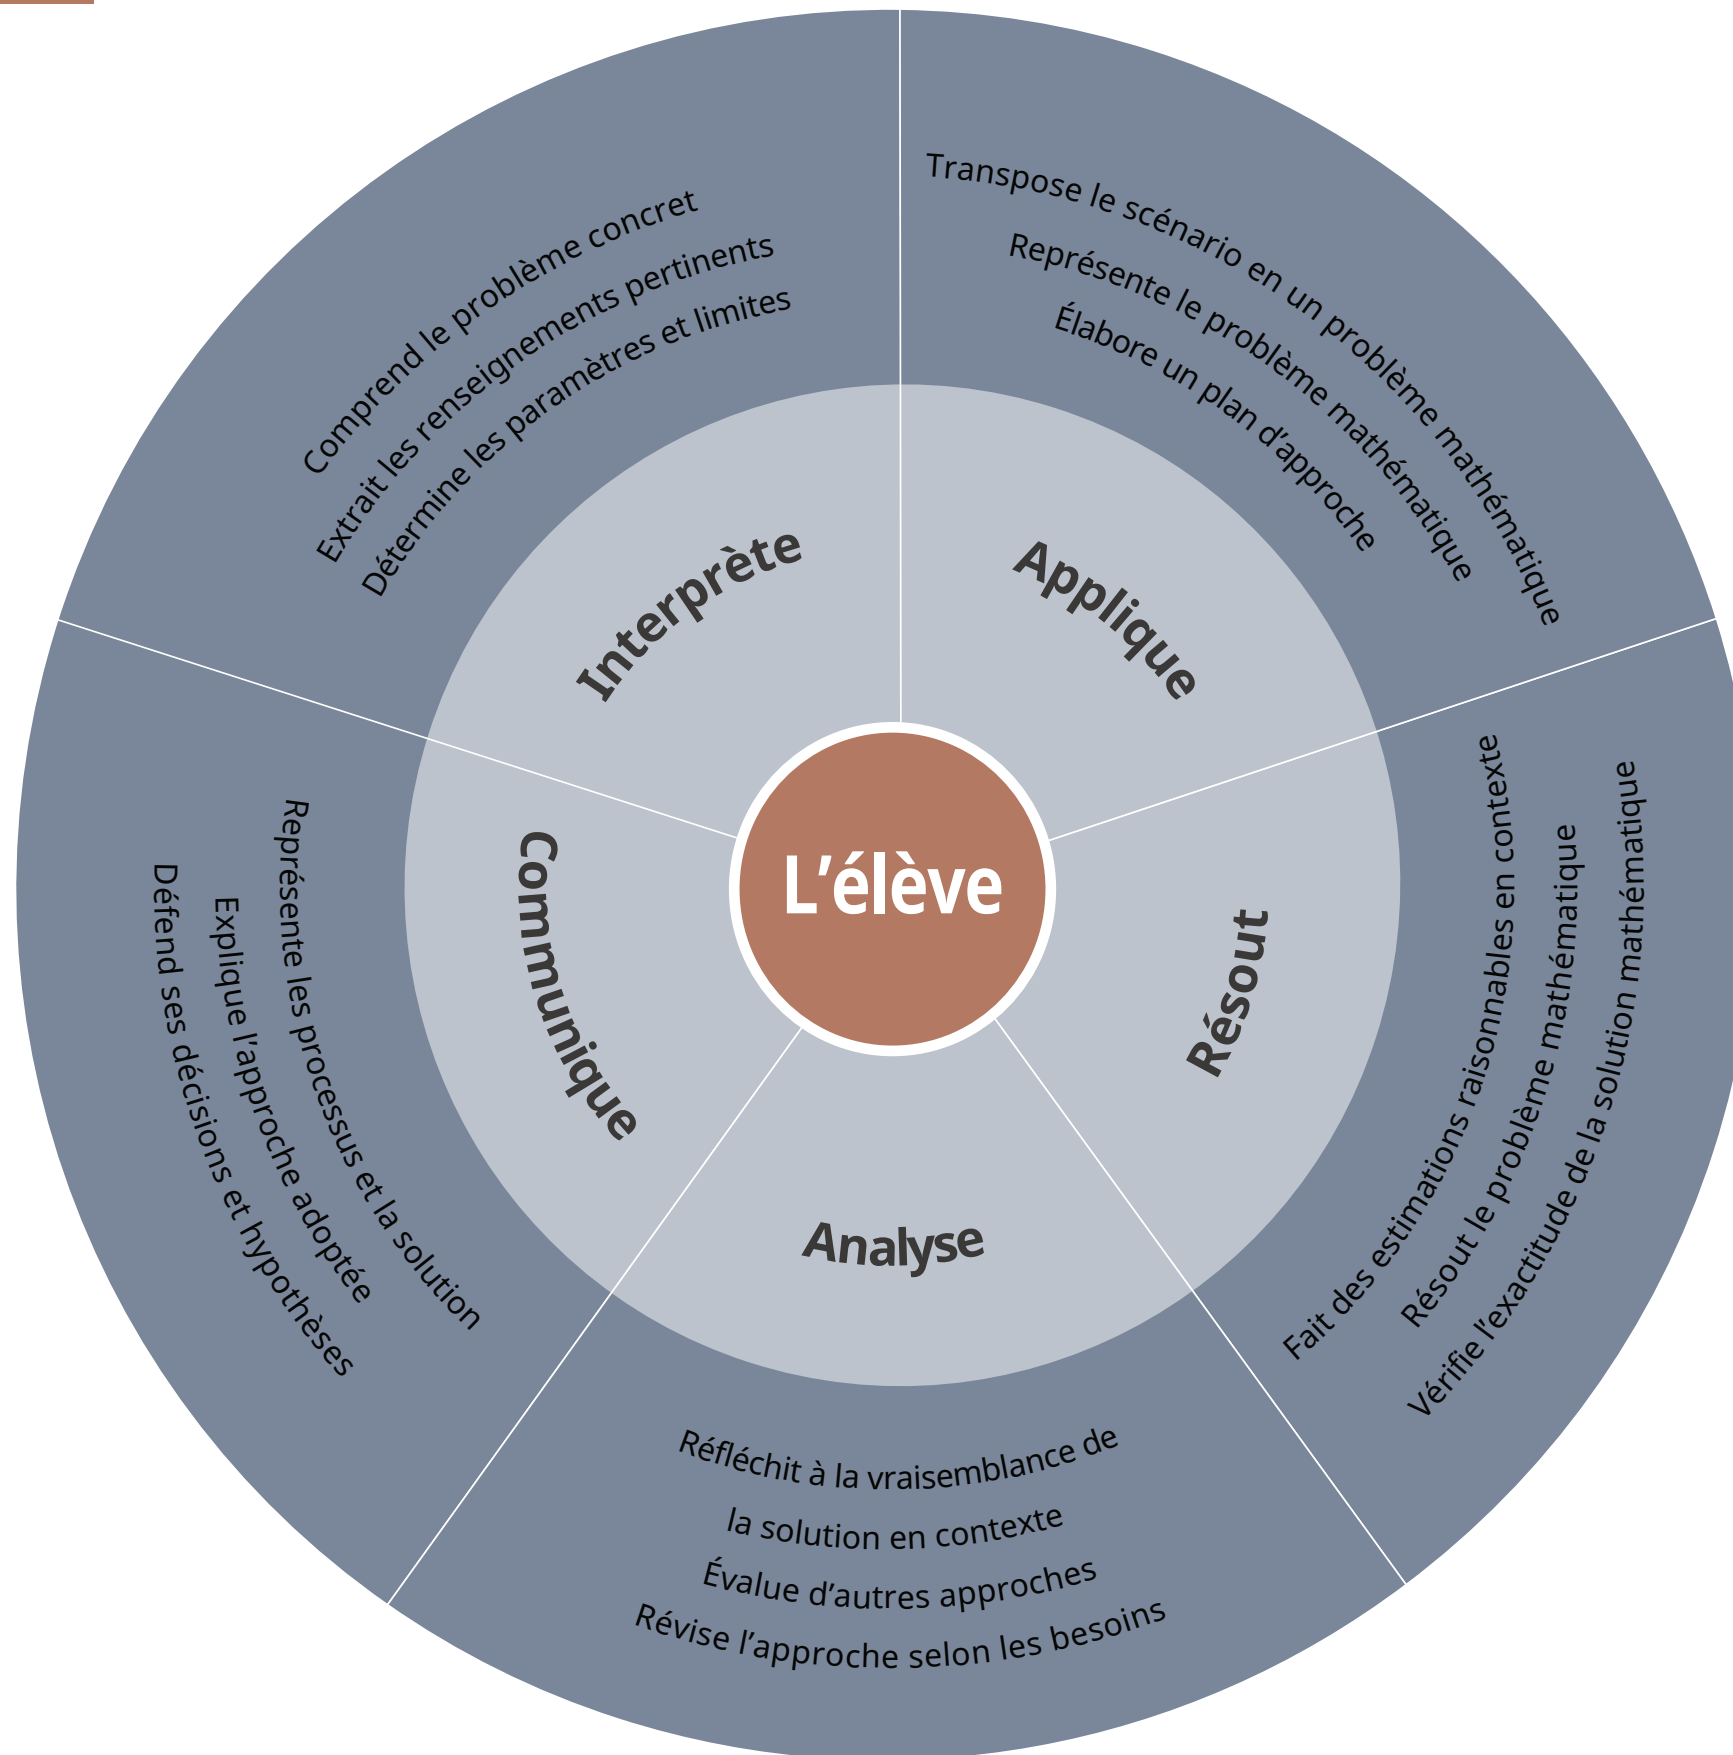 L’élève
Interprète
Comprend le problème concret
Extrait les renseignements pertinents
Détermine les paramètres et limites
Applique
Transpose le scénario en un problème mathématique
Représente le problème mathématique
Élabore un plan d’approche
Résout
Fait des estimations raisonnables en contexte
Résout le problème mathématique
Vérifie l’exactitude de la solution mathématique
Analyse
Réfléchit à la vraisemblance de
la solution en contexte
Évalue d’autres approches
Révise l’approche selon les besoins
Communique
Représente les processus et la solution
Explique l’approche adoptée
Défend ses décisions et hypothèses